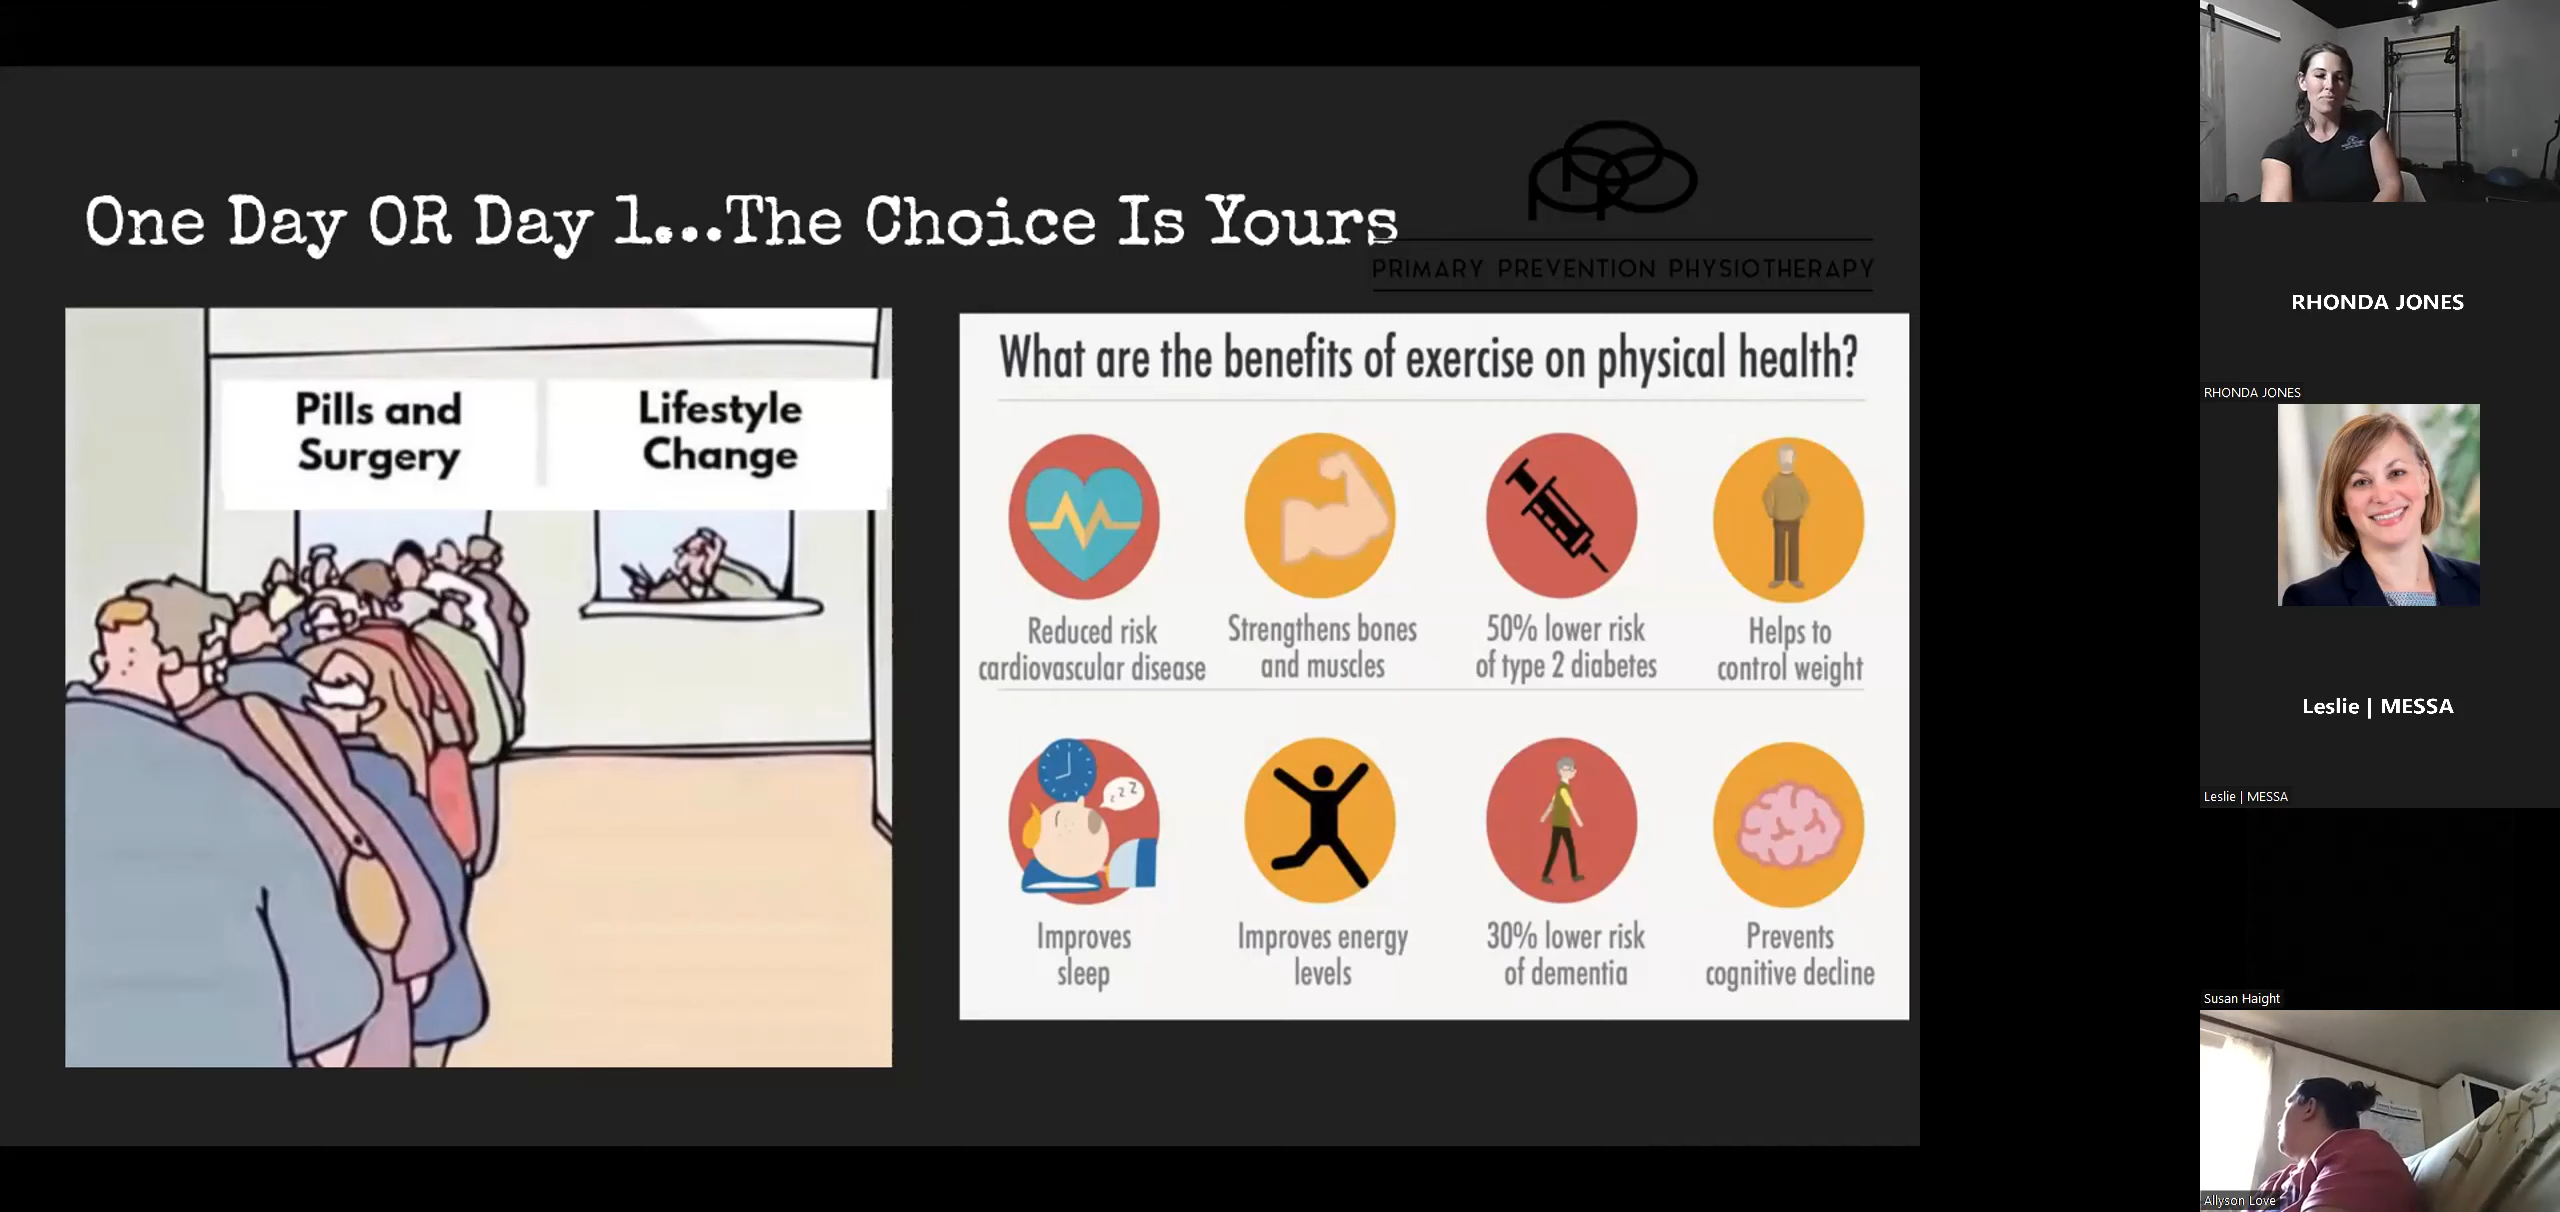 One Day OR Day 1...The Choice Is Yours
PRIMARY PREVENTION PHYSIOTHERAPY
Pills and
Surgery
Lifestyle
Change
What are the benefits of exercise on physical health?
Reduced risk
cardiovascular disease
Strengthens bones
and muscles
50% lower risk
of type 2 diabetes
Helps to
control weight
z z Z
Improves
sleep
Improves energy
levels
30% lower risk
of dementia
Prevents
cognitive decline
RHONDA JONES
RHONDA JONES
Leslie | MESSA
Leslie | MESSA
Susan Haight
Allyson Love